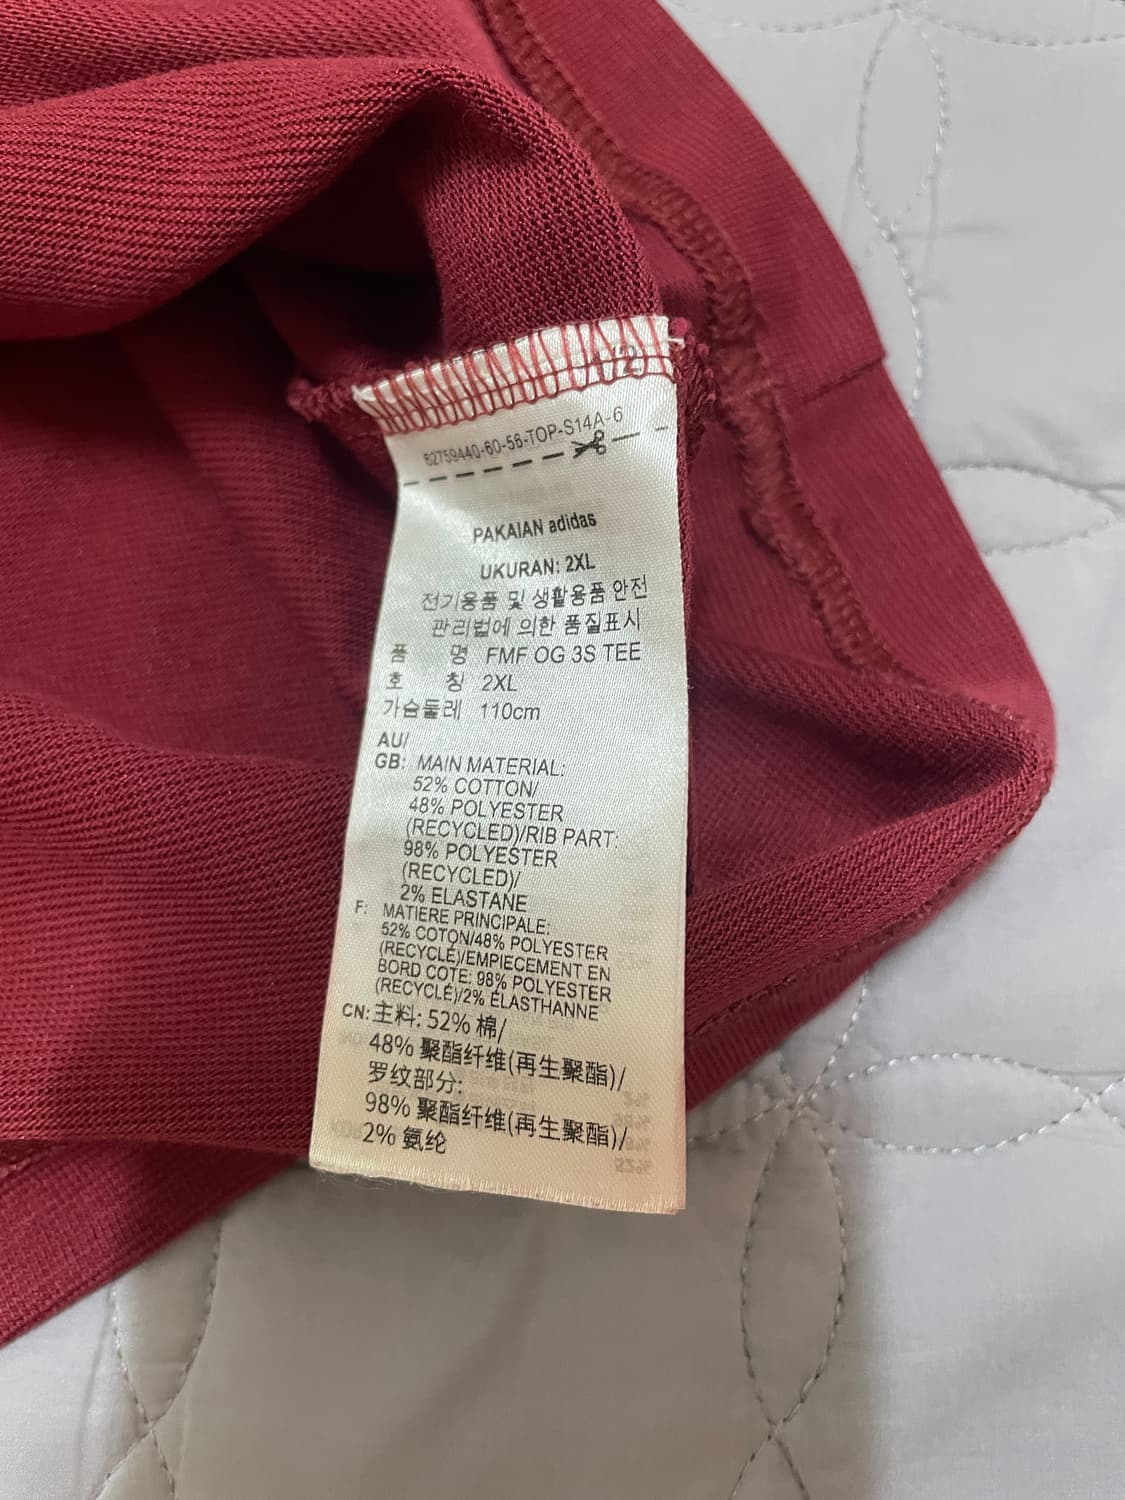 1/2
62759440-60-56-TOP-S14A-6
PAKAIAN adidas
UKURAN: 2XL
전기용품 및 생활용품 안전
관리법에 의한 품질표시
품 명 FMF OG 3S TEE
호 칭 2XL
가슴둘레 110cm
AU/
GB: MAIN MATERIAL:
52% COTTON/
48% POLYESTER
(RECYCLED)/RIB PART:
98% POLYESTER
(RECYCLED)/
2% ELASTANE
F: MATIERE PRINCIPALE:
52% COTON/48% POLYESTER
(RECYCLÉ)/EMPIECEMENT EN
BORD COTE: 98% POLYESTER
(RECYCLÉ)/2% ÉLASTHANNE
CN: 主料: 52% 棉/
48% 聚酯纤维(再生聚酯)/
罗纹部分:
98% 聚酯纤维(再生聚酯)/
2% 氨纶